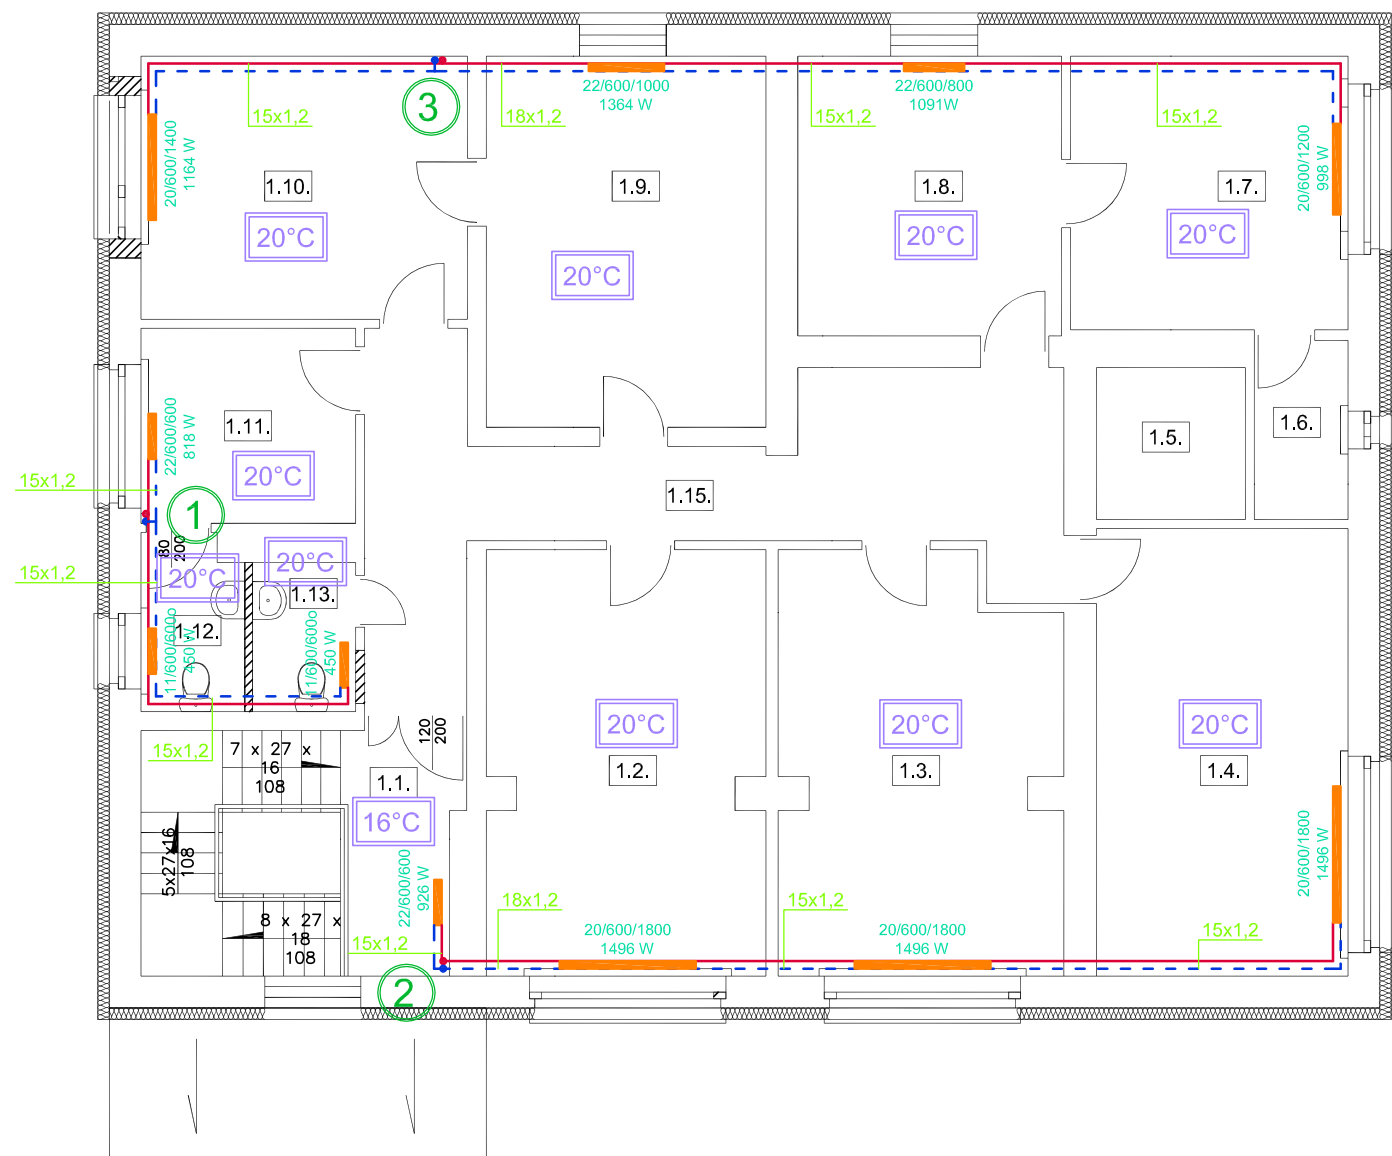 3
22/600/1000
1364 W
22/600/800
1091W
15x1,2
18x1,2
15x1,2
15x1,2
20/600/1400
1164 W
20/600/1200
998 W
1.10.
1.9.
1.8.
1.7.
20°C
20°C
20°C
20°C
22/600/600
818 W
1.11.
1.5.
1.6.
20°C
15x1,2
1.15.
1
80
200
20°C
20°C
15x1,2
1.13.
1.12.
11/600/600o
450 W
11/600/600o
450 W
15x1,2
7 x 27 x
16
108
120
200
20°C
20°C
20°C
1.1.
1.2.
1.3.
1.4.
16°C
5x27x16
108
20/600/1800
1496 W
22/600/600
926 W
8 x 27 x
18
108
18x1,2
15x1,2
15x1,2
15x1,2
20/600/1800
1496 W
20/600/1800
1496 W
2